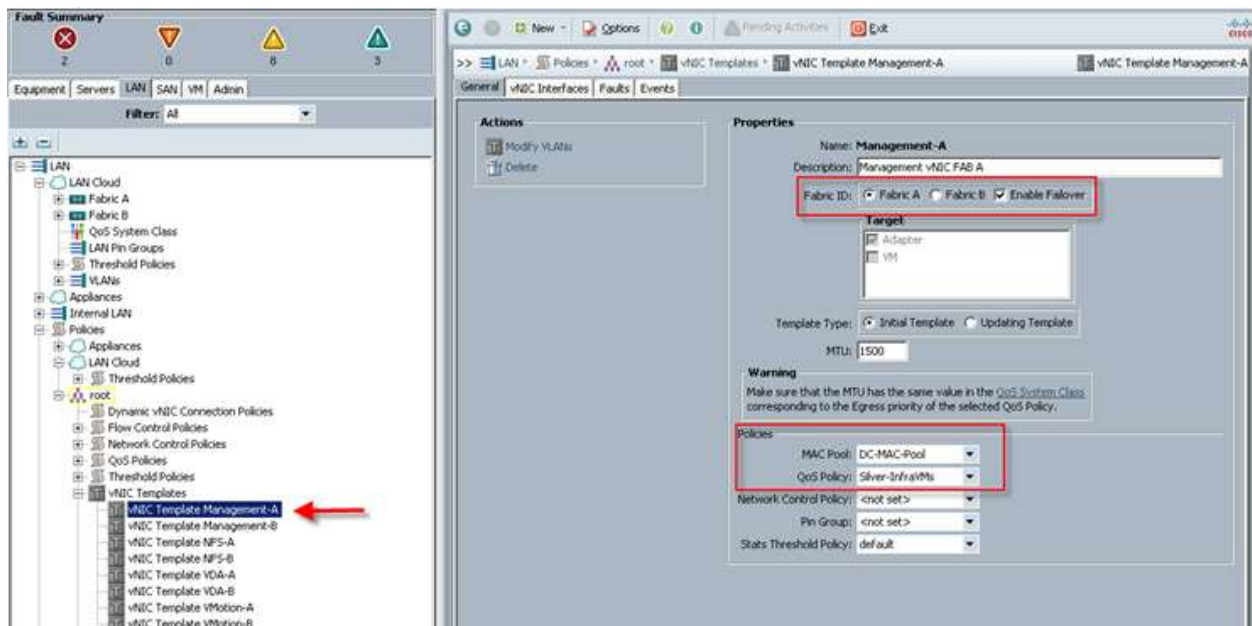 Fault Summary
2 0 8 3
Equipment Servers LAN SAN VM Admin
Filter: All
LAN
LAN Cloud
Fabric A
Fabric B
QoS System Class
LAN Pin Groups
Threshold Policies
VLANs
Appliances
Internal LAN
Policies
Appliances
LAN Cloud
Threshold Policies
root
Dynamic vNIC Connection Policies
Flow Control Policies
Network Control Policies
QoS Policies
Threshold Policies
vNIC Templates
vNIC Template Management-A
vNIC Template Management-B
vNIC Template NFS-A
vNIC Template NFS-B
vNIC Template VDA-A
vNIC Template VDA-B
vNIC Template VMotion-A
vNIC Template VMotion-B
New Options Pending Activities Exit
CISCO
>> LAN Policies root vNIC Templates vNIC Template Management-A vNIC Template Management-A
General vNIC Interfaces Faults Events
Actions
Modify VLANs
Delete
Properties
Name: Management-A
Description: Management vNIC FAB A
Fabric ID: Fabric A Fabric B Enable Failover
Target
Adapter
VM
Template Type: Initial Template Updating Template
MTU: 1500
Warning
Make sure that the MTU has the same value in the QoS System Class
corresponding to the Egress priority of the selected QoS Policy.
Policies
MAC Pool: DC-MAC-Pool
QoS Policy: Silver-InfraVMs
Network Control Policy: <not set>
Pin Group: <not set>
Stats Threshold Policy: default